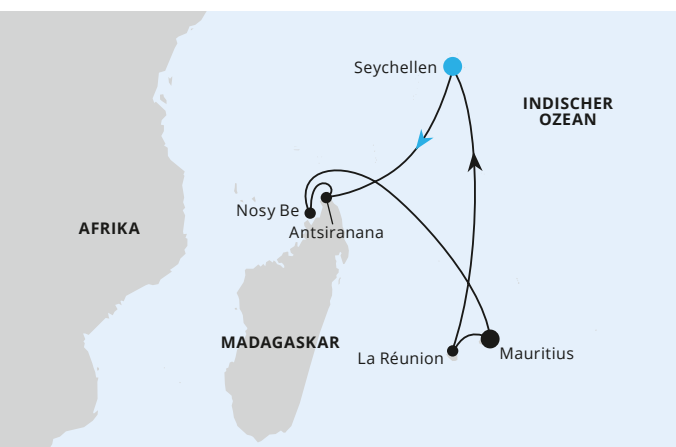 Seychellen
INDISCHER
OZEAN
Nosy Be
Antsiranana
AFRIKA
MADAGASKAR
La Réunion
Mauritius